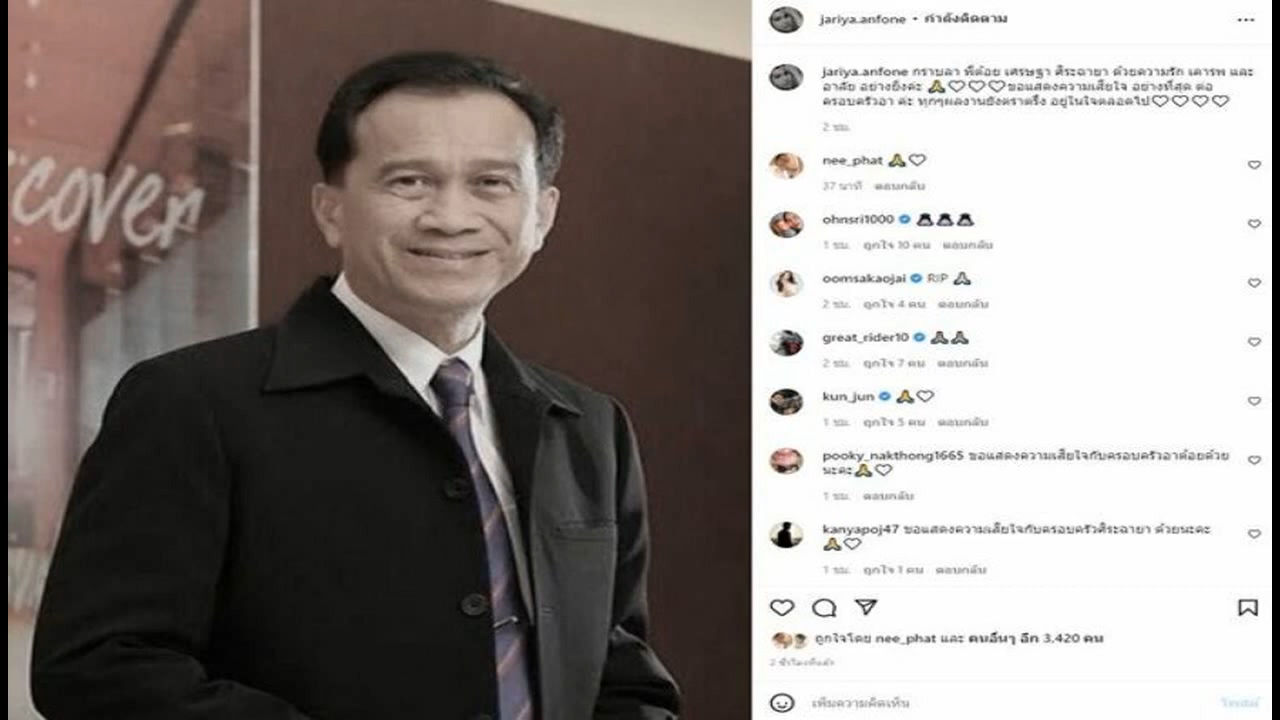 cover
jariya.anfone • กำลังติดตาม
jariya.anfone กราบลา พี่ต้อย เศรษฐา ศิระฉายา ด้วยความรัก เคารพ และ
อาลัย อย่างยิ่งค่ะ 🙏♡♡♡ขอแสดงความเสียใจ อย่างที่สุด ต่อ
ครอบครัวอา ค่ะ ทุกๆผลงานยังตราตรึง อยู่ในใจตลอดไป♡♡♡♡
2 ชม.
nee_phat 🙏♡
37 นาที ตอบกลับ
ohnsri1000
1 ชม. ถูกใจ 10 คน ตอบกลับ
oomsakaojai RIP 🙏
2 ชม. ถูกใจ 4 คน ตอบกลับ
great_rider10 🙏🙏
2 ชม. ถูกใจ 7 คน ตอบกลับ
kun_jun 🙏♡
1 ชม. ถูกใจ 5 คน ตอบกลับ
pooky_nakthong1665 ขอแสดงความเสียใจกับครอบครัวอาต้อยด้วย
นะคะ🙏♡
1 ชม. ตอบกลับ
kanyapoj47 ขอแสดงความเสียใจกับครอบครัวศิระฉายา ด้วยนะคะ
🙏♡
1 ชม. ถูกใจ 1 คน ตอบกลับ
ถูกใจโดย nee_phat และ คนอื่นๆ อีก 3,420 คน
2 ชั่วโมงที่แล้ว
เพิ่มความคิดเห็น
โพสต์